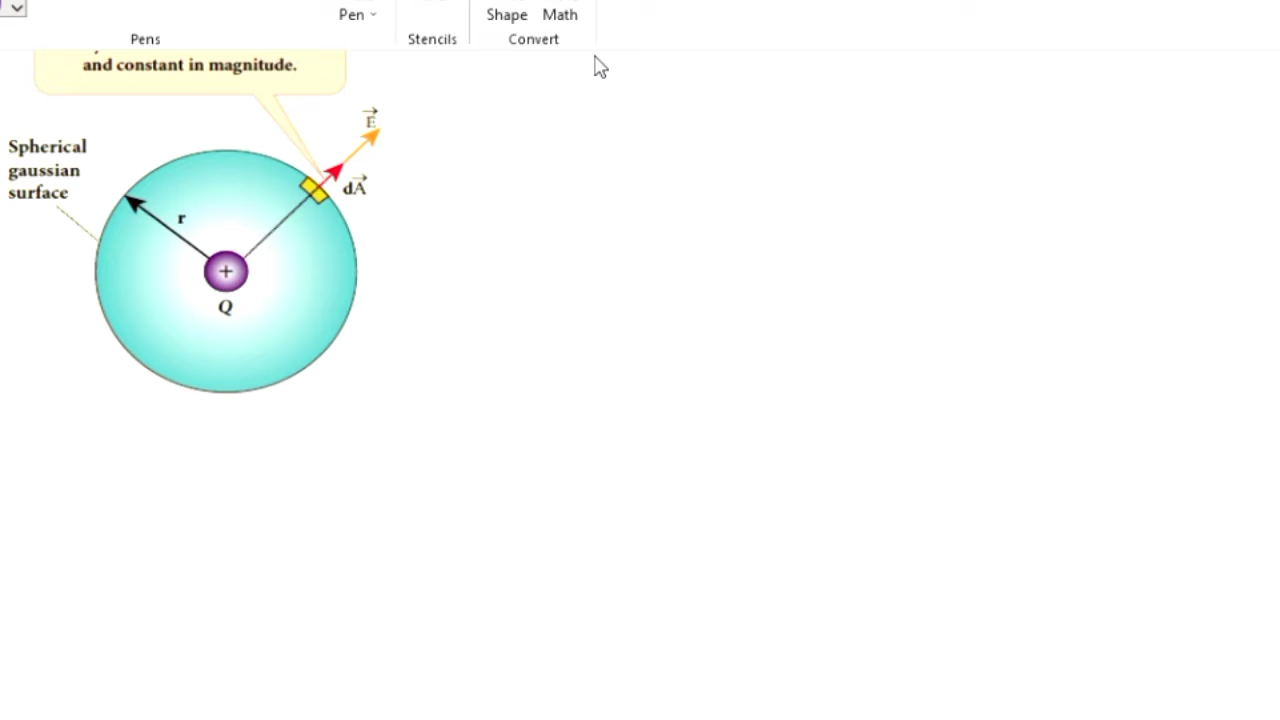 Pen
Shape Math
Pens
Stencils
Convert
and constant in magnitude.
E
Spherical
gaussian
surface
dA
r
+
Q